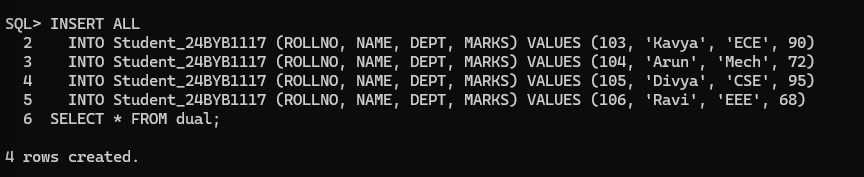 SQL> INSERT ALL
  2    INTO Student_24BYB1117 (ROLLNO, NAME, DEPT, MARKS) VALUES (103, 'Kavya', 'ECE', 90)
  3    INTO Student_24BYB1117 (ROLLNO, NAME, DEPT, MARKS) VALUES (104, 'Arun', 'Mech', 72)
  4    INTO Student_24BYB1117 (ROLLNO, NAME, DEPT, MARKS) VALUES (105, 'Divya', 'CSE', 95)
  5    INTO Student_24BYB1117 (ROLLNO, NAME, DEPT, MARKS) VALUES (106, 'Ravi', 'EEE', 68)
  6  SELECT * FROM dual;
4 rows created.